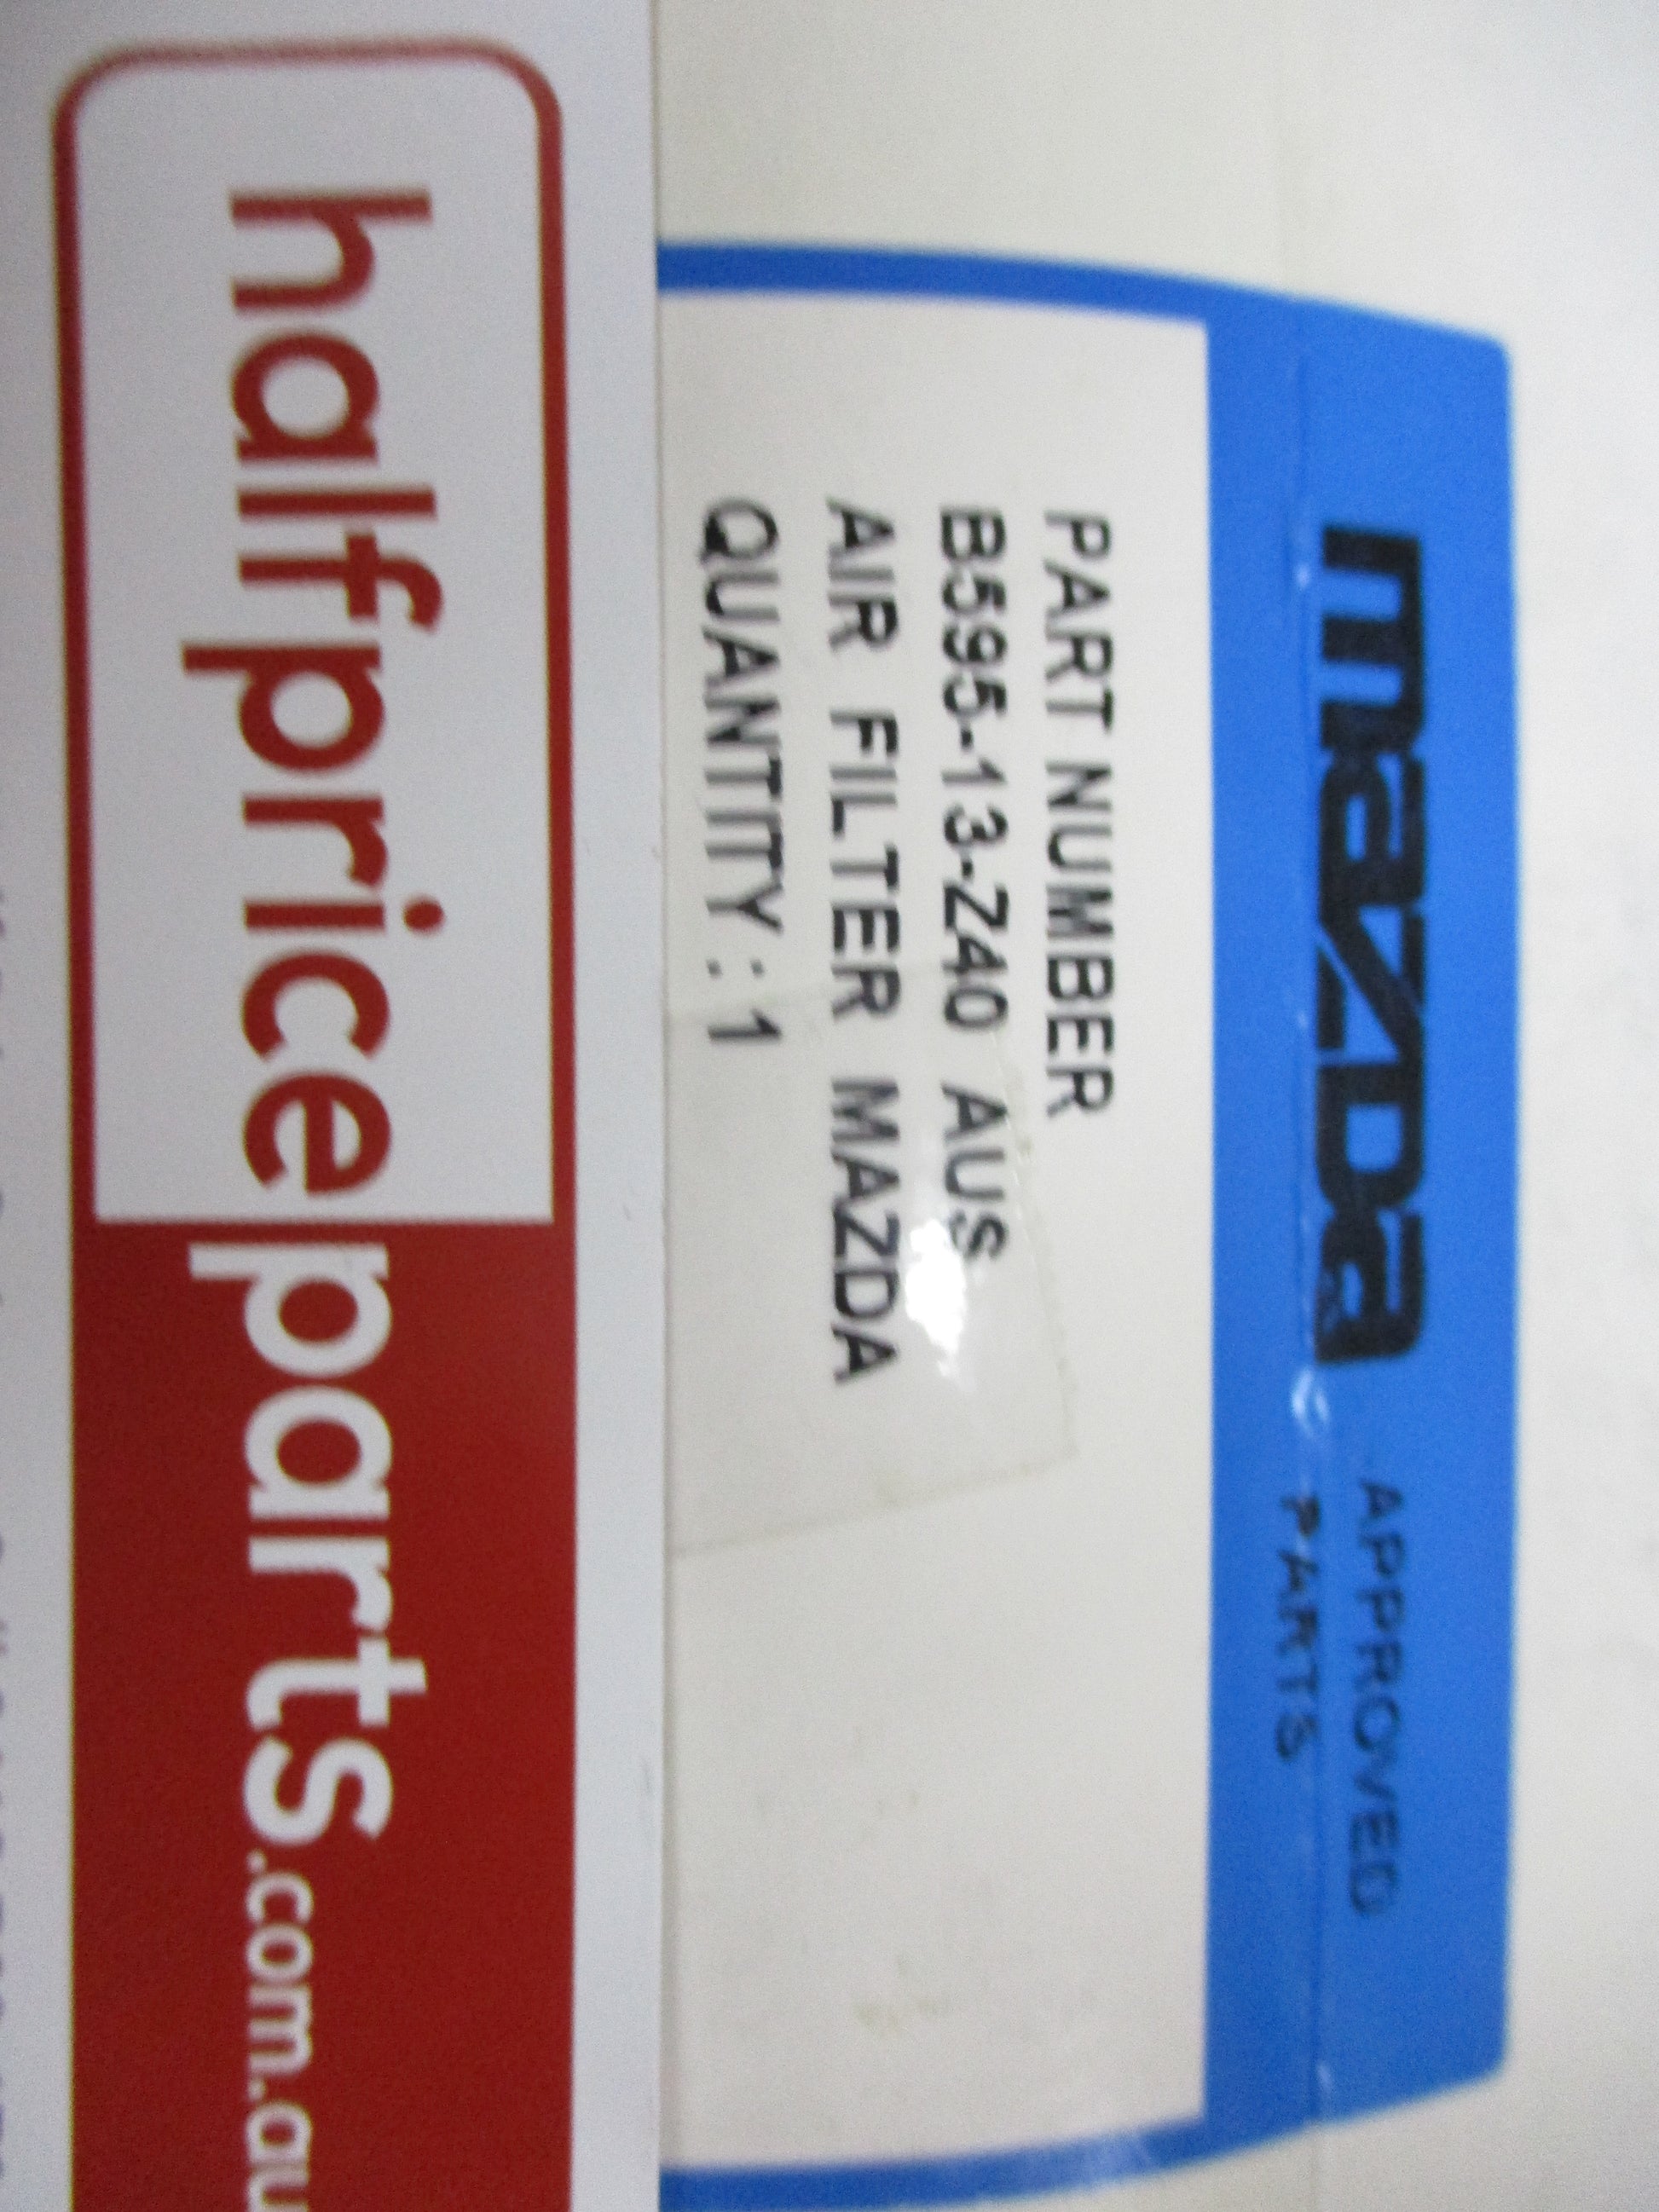 mazda APPROVED
PARTS
PART NUMBER
B595-13-Z40 AUS
AIR FILTER MAZDA
QUANTITY : 1
halfpriceparts.com.au